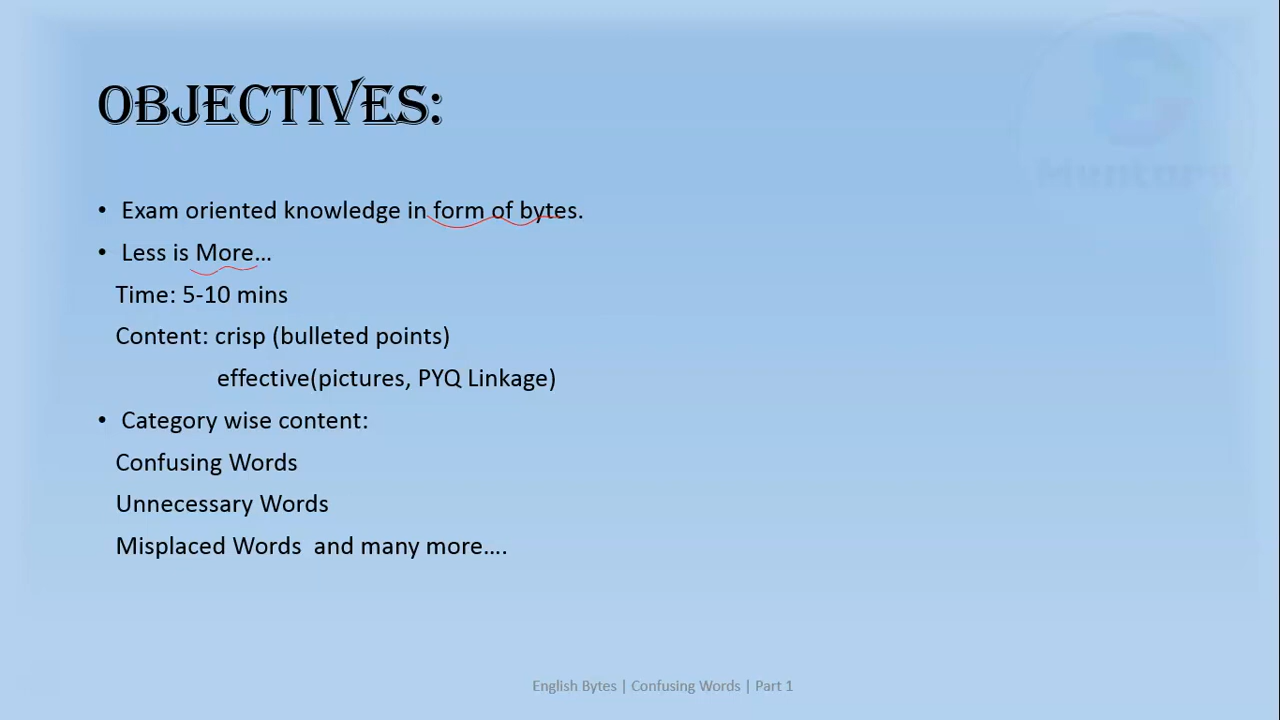 OBJECTIVES:
• Exam oriented knowledge in form of bytes.
• Less is More...
Time: 5-10 mins
Content: crisp (bulleted points)
effective(pictures, PYQ Linkage)
• Category wise content:
Confusing Words
Unnecessary Words
Misplaced Words and many more....
English Bytes | Confusing Words | Part 1